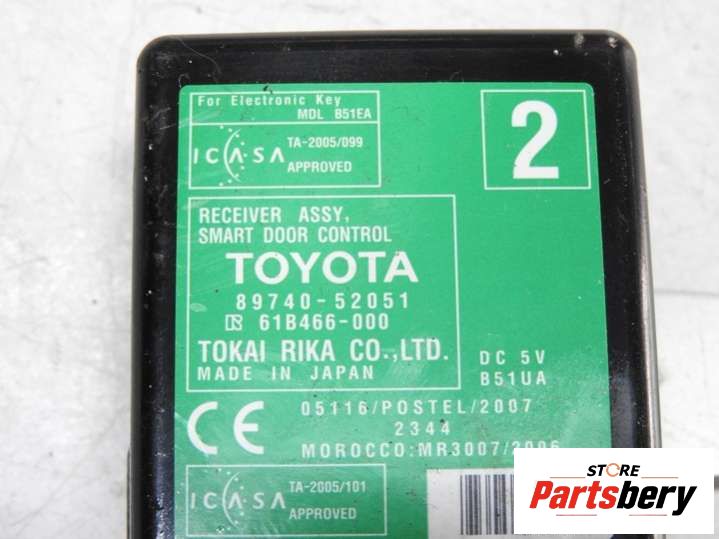 For Electronic Key
MDL B51EA
ICASA
TA-2005/099
APPROVED
2
RECEIVER ASSY,
SMART DOOR CONTROL
TOYOTA
89740-52051
61B466-000
TOKAI RIKA CO.,LTD.
MADE IN JAPAN
DC 5V
B51UA
CE
05116/POSTEL/2007
2344
MOROCCO:MR3007/2006
ICASA
TA-2005/101
APPROVED
STORE
Partsbery